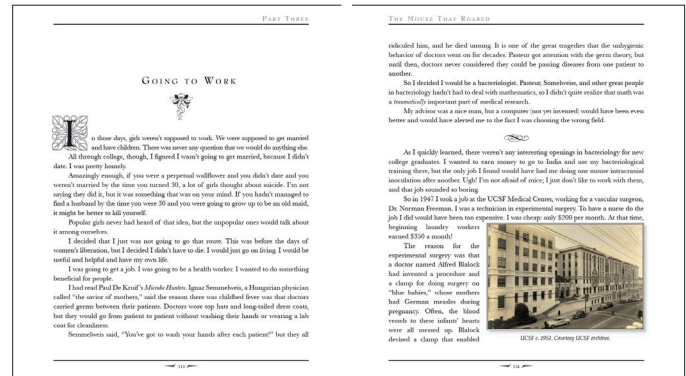 PART THREE
GOING TO WORK
In those days, girls weren't supposed to work. We were supposed to get married
and have children. There was never any question that we would do anything else.
All through college, though, I figured I wasn't going to get married, because I didn't
date. I was pretty homely.
Amazingly enough, if you were a perpetual wallflower and you didn't date and you
weren't married by the time you turned 30, a lot of girls thought about suicide. I'm not
saying they did it, but it was something that was on your mind. If you hadn't managed to
find a husband by the time you were 30 and you were going to grow up to be an old maid,
it might be better to kill yourself.
Popular girls never had heard of that idea, but the unpopular ones would talk about
it among ourselves.
I decided that I just was not going to go that route. This was before the days of
women's liberation, but I decided I didn't have to die. I would just go on living. I would be
useful and helpful and have my own life.
I was going to get a job. I was going to be a health worker: I wanted to do something
beneficial for people.
I had read Paul De Kruif's Microbe Hunters. Ignaz Semmelweis, a Hungarian physician
called "the savior of mothers," said the reason there was childbed fever was that doctors
carried germs between their patients. Doctors wore top hats and long-tailed dress coats,
but they would go from patient to patient without washing their hands or wearing a lab
coat for cleanliness.
Semmelweis said, "You've got to wash your hands after each patient!" but they all
THE MOUSE THAT ROARED
ridiculed him, and he died unsung. It is one of the great tragedies that the unhygienic
behavior of doctors went on for decades. Pasteur got attention with the germ theory, but
until then, doctors never considered they could be passing diseases from one patient to
another.
So I decided I would be a bacteriologist. Pasteur, Semelweiss, and other great people
in bacteriology hadn't had to deal with mathematics, so I didn't quite realize that math was
a traumatically important part of medical research.
My advisor was a nice man, but a computer (not yet invented) would have been even
better and would have alerted me to the fact I was choosing the wrong field.
As I quickly learned, there weren't any interesting openings in bacteriology for new
college graduates. I wanted to earn money to go to India and use my bacteriological
training there, but the only job I found would have had me doing one mouse intracranial
inoculation after another. Ugh! I'm not afraid of mice; I just don't like to work with them,
and that job sounded so boring.
So in 1947 I took a job at the UCSF Medical Center, working for a vascular surgeon,
Dr. Norman Freeman. I was a technician in experimental surgery. To have a nurse do the
job I did would have been too expensive. I was cheap: only $200 per month. At that time,
beginning laundry workers
earned $350 a month!
The reason for the
experimental surgery was that
a doctor named Alfred Blalock
had invented a procedure and
a clamp for doing surgery on
"blue babies," whose mothers
had German measles during
pregnancy. Often, the blood
vessels to these infants' hearts
were all messed up. Blalock
devised a clamp that enabled
UCSF c. 1952. Courtesy UCSF archives.